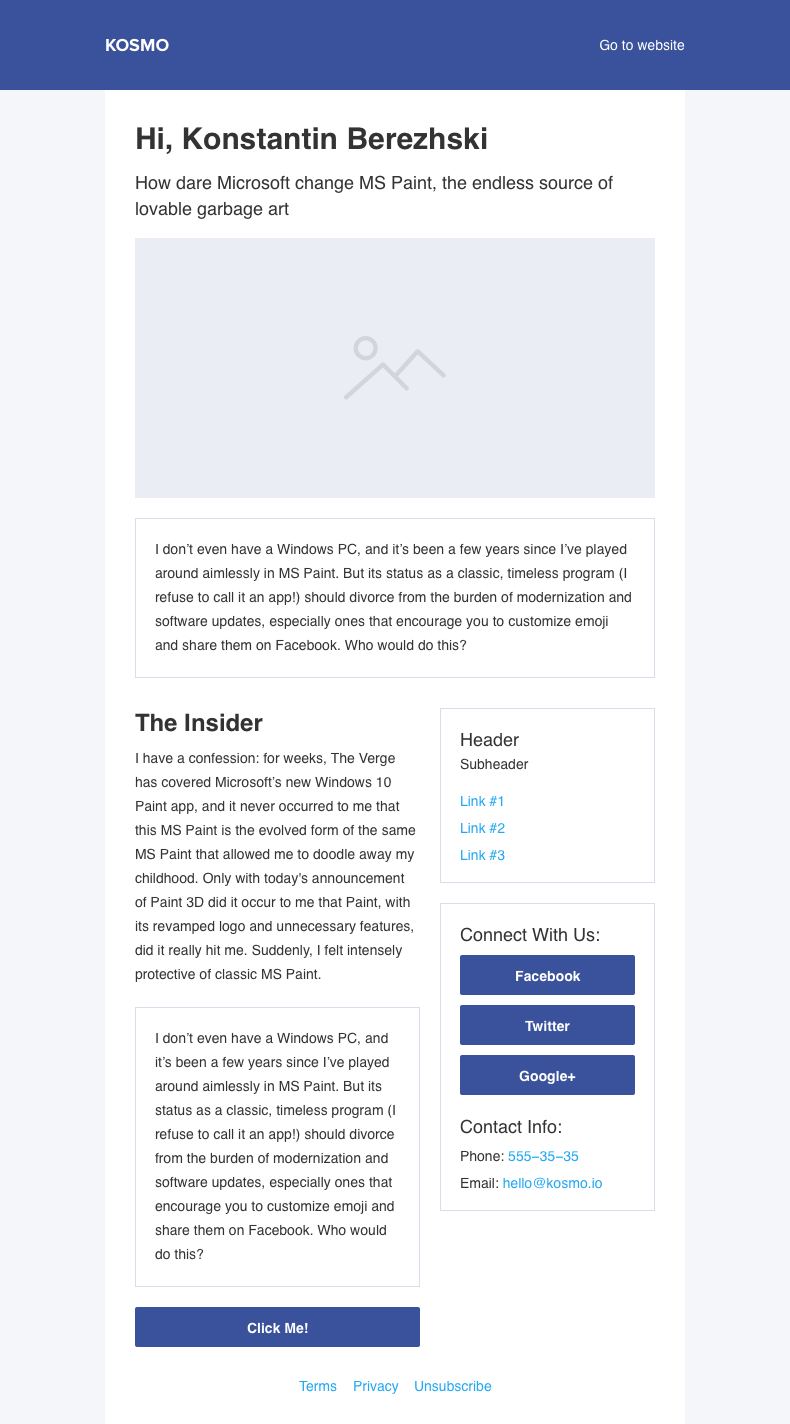 KOSMO
Go to website
Hi, Konstantin Berezhski
How dare Microsoft change MS Paint, the endless source of
lovable garbage art
I don’t even have a Windows PC, and it’s been a few years since I’ve played
around aimlessly in MS Paint. But its status as a classic, timeless program (I
refuse to call it an app!) should divorce from the burden of modernization and
software updates, especially ones that encourage you to customize emoji
and share them on Facebook. Who would do this?
The Insider
I have a confession: for weeks, The Verge
has covered Microsoft’s new Windows 10
Paint app, and it never occurred to me that
this MS Paint is the evolved form of the same
MS Paint that allowed me to doodle away my
childhood. Only with today's announcement
of Paint 3D did it occur to me that Paint, with
its revamped logo and unnecessary features,
did it really hit me. Suddenly, I felt intensely
protective of classic MS Paint.
I don’t even have a Windows PC, and
it’s been a few years since I’ve played
around aimlessly in MS Paint. But its
status as a classic, timeless program (I
refuse to call it an app!) should divorce
from the burden of modernization and
software updates, especially ones that
encourage you to customize emoji and
share them on Facebook. Who would
do this?
Click Me!
Header
Subheader
Link #1
Link #2
Link #3
Connect With Us:
Facebook
Twitter
Google+
Contact Info:
Phone: 555–35–35
Email: hello@kosmo.io
Terms Privacy Unsubscribe